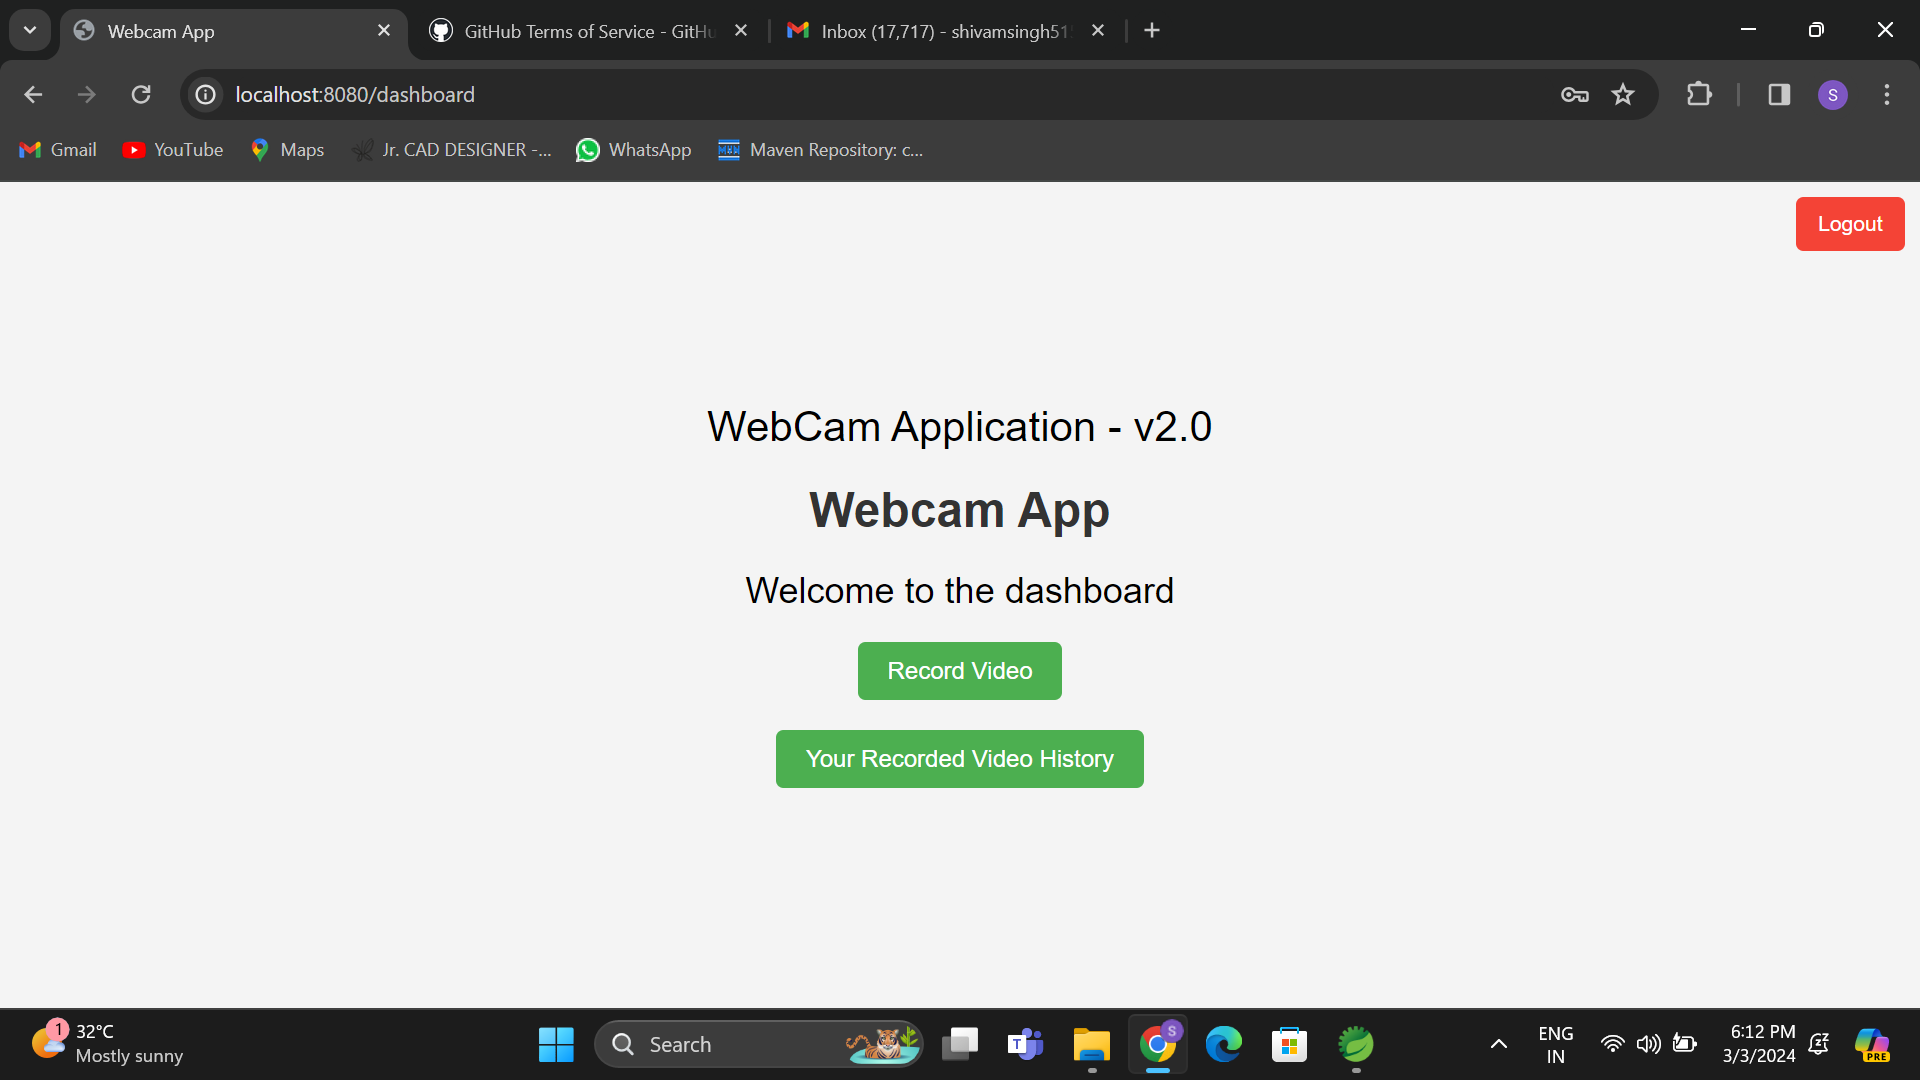 Webcam App
GitHub Terms of Service - GitHu
Inbox (17,717) - shivamsingh51
localhost:8080/dashboard
S
Gmail
YouTube
Maps
Jr. CAD DESIGNER -...
WhatsApp
Maven Repository: c...
Logout
WebCam Application - v2.0
Webcam App
Welcome to the dashboard
Record Video
Your Recorded Video History
1
32°C
Mostly sunny
Search
T
S
ENG
IN
6:12 PM
3/3/2024
PRE